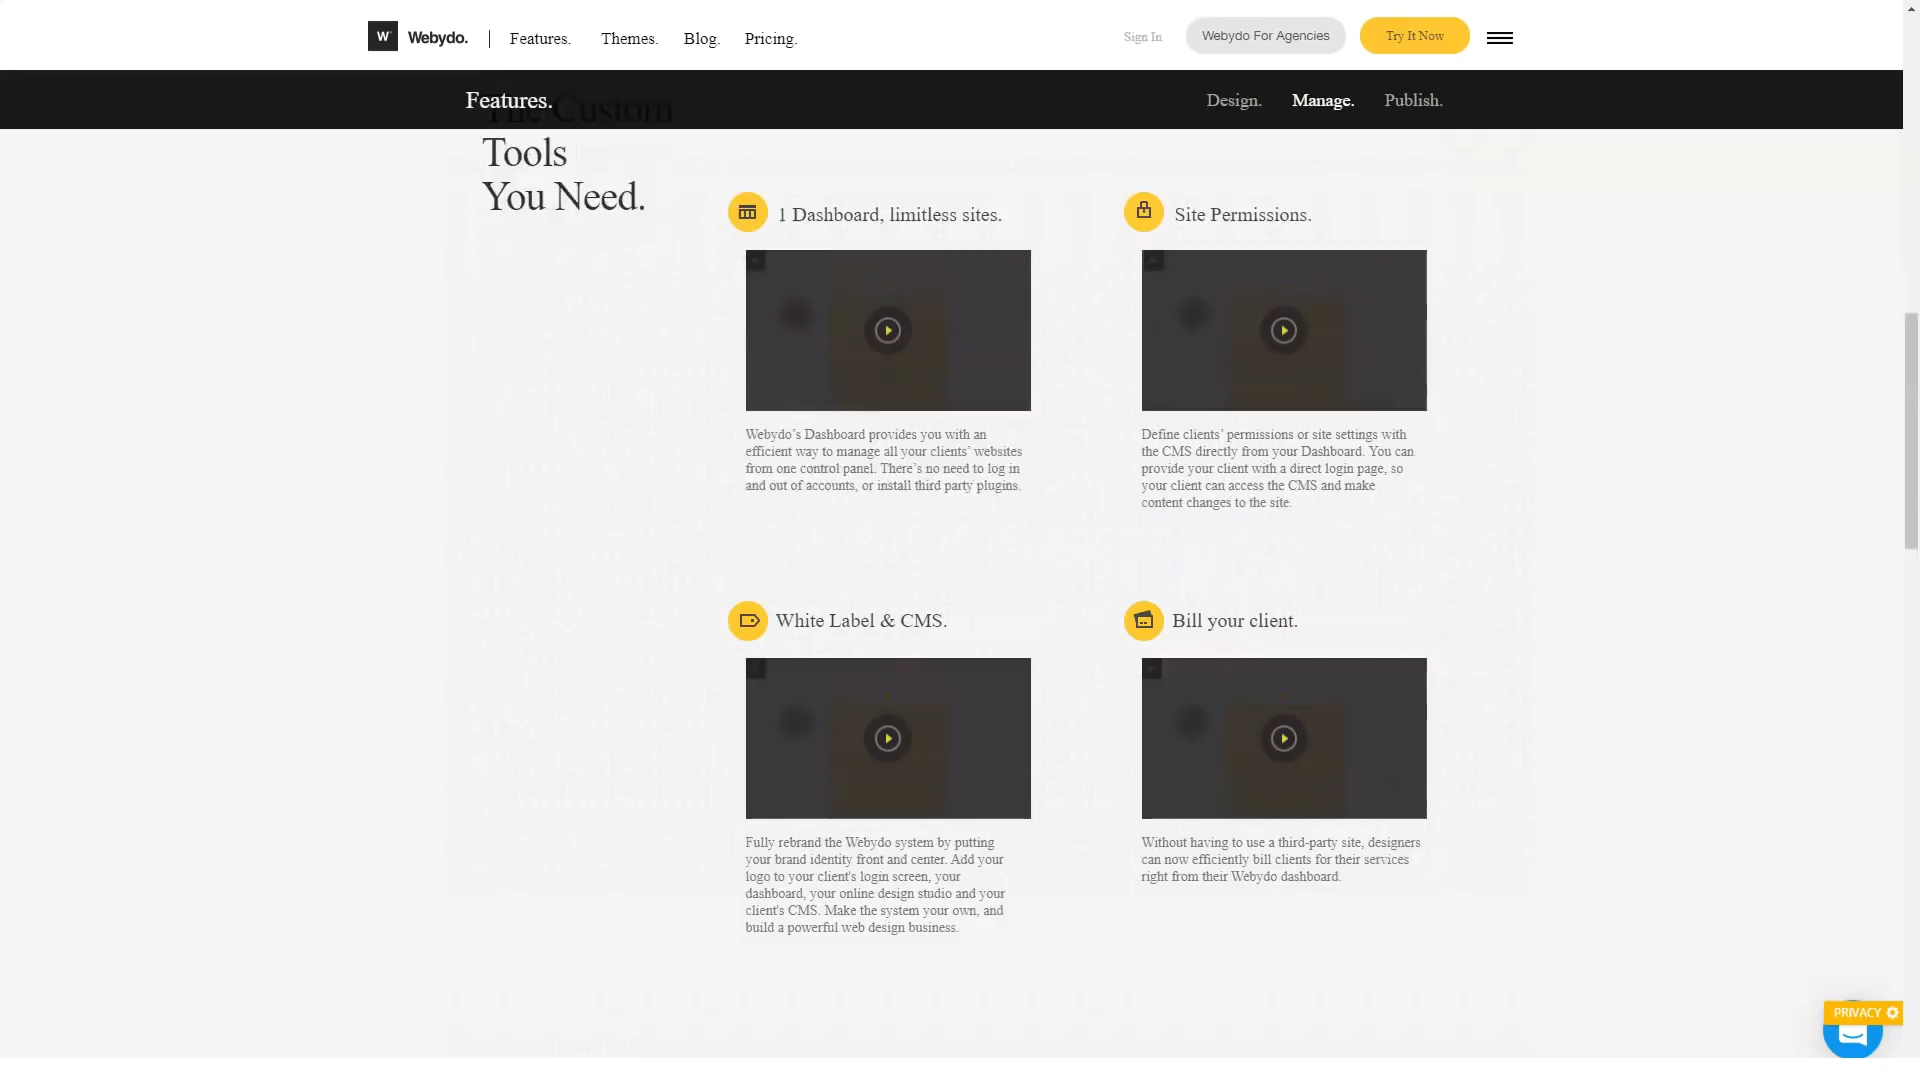 W
Webydo.
Features.
Themes.
Blog.
Pricing.
Sign In
Webydo For Agencies
Try It Now
Features.
Design.
Manage.
Publish.
The Custom
Tools
You Need.
1 Dashboard, limitless sites.
Webydo’s Dashboard provides you with an
efficient way to manage all your clients’ websites
from one control panel. There’s no need to log in
and out of accounts, or install third party plugins.
Site Permissions.
Define clients’ permissions or site settings with
the CMS directly from your Dashboard. You can
provide your client with a direct login page, so
your client can access the CMS and make
content changes to the site.
White Label & CMS.
Fully rebrand the Webydo system by putting
your brand identity front and center. Add your
logo to your client's login screen, your
dashboard, your online design studio and your
client's CMS. Make the system your own, and
build a powerful web design business.
Bill your client.
Without having to use a third-party site, designers
can now efficiently bill clients for their services
right from their Webydo dashboard.
PRIVACY